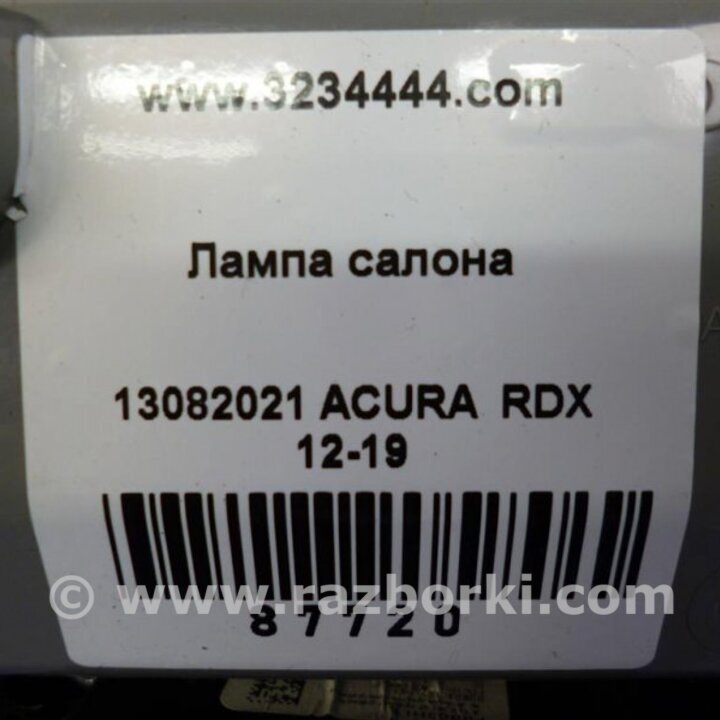 www.3234444.com
Лампа салона
13082021 ACURA RDX
12-19
© www.razborki.com
87720